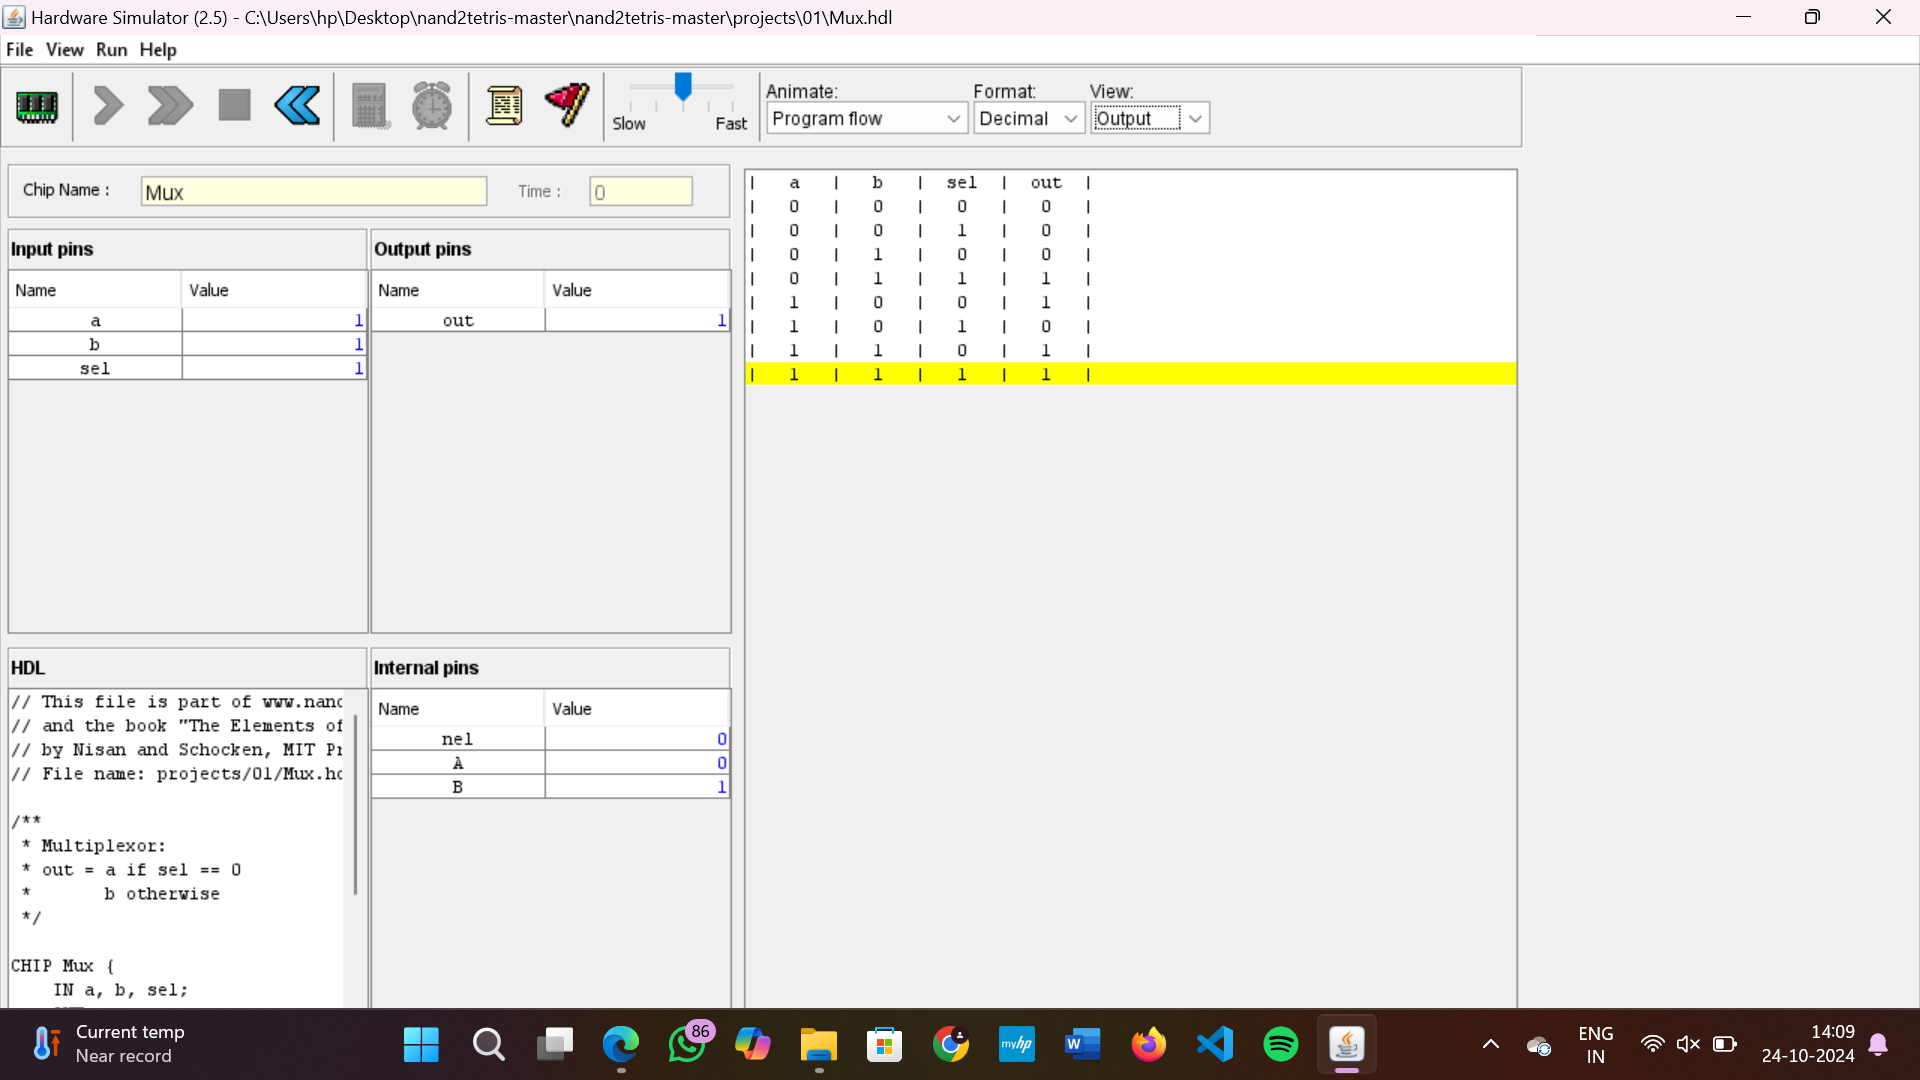 Hardware Simulator (2.5) - C:\Users\hp\Desktop\nand2tetris-master\nand2tetris-master\projects\01\Mux.hdl
File View Run Help
Slow Fast
Animate: Format: View:
Program flow Decimal Output
Chip Name : Mux Time : 0
Input pins
Name Value
a 1
b 1
sel 1
Output pins
Name Value
out 1
| a | b | sel | out |
| 0 | 0 | 0 | 0 |
| 0 | 0 | 1 | 0 |
| 0 | 1 | 0 | 0 |
| 0 | 1 | 1 | 1 |
| 1 | 0 | 0 | 1 |
| 1 | 0 | 1 | 0 |
| 1 | 1 | 0 | 1 |
| 1 | 1 | 1 | 1 |
HDL
// This file is part of www.nand
// and the book "The Elements of
// by Nisan and Schocken, MIT Pr
// File name: projects/01/Mux.hd
/**
* Multiplexor:
* out = a if sel == 0
* b otherwise
*/
CHIP Mux {
IN a, b, sel;
Internal pins
Name Value
nel 0
A 0
B 1
Current temp
Near record
86
myhp
W
ENG
IN
14:09
24-10-2024